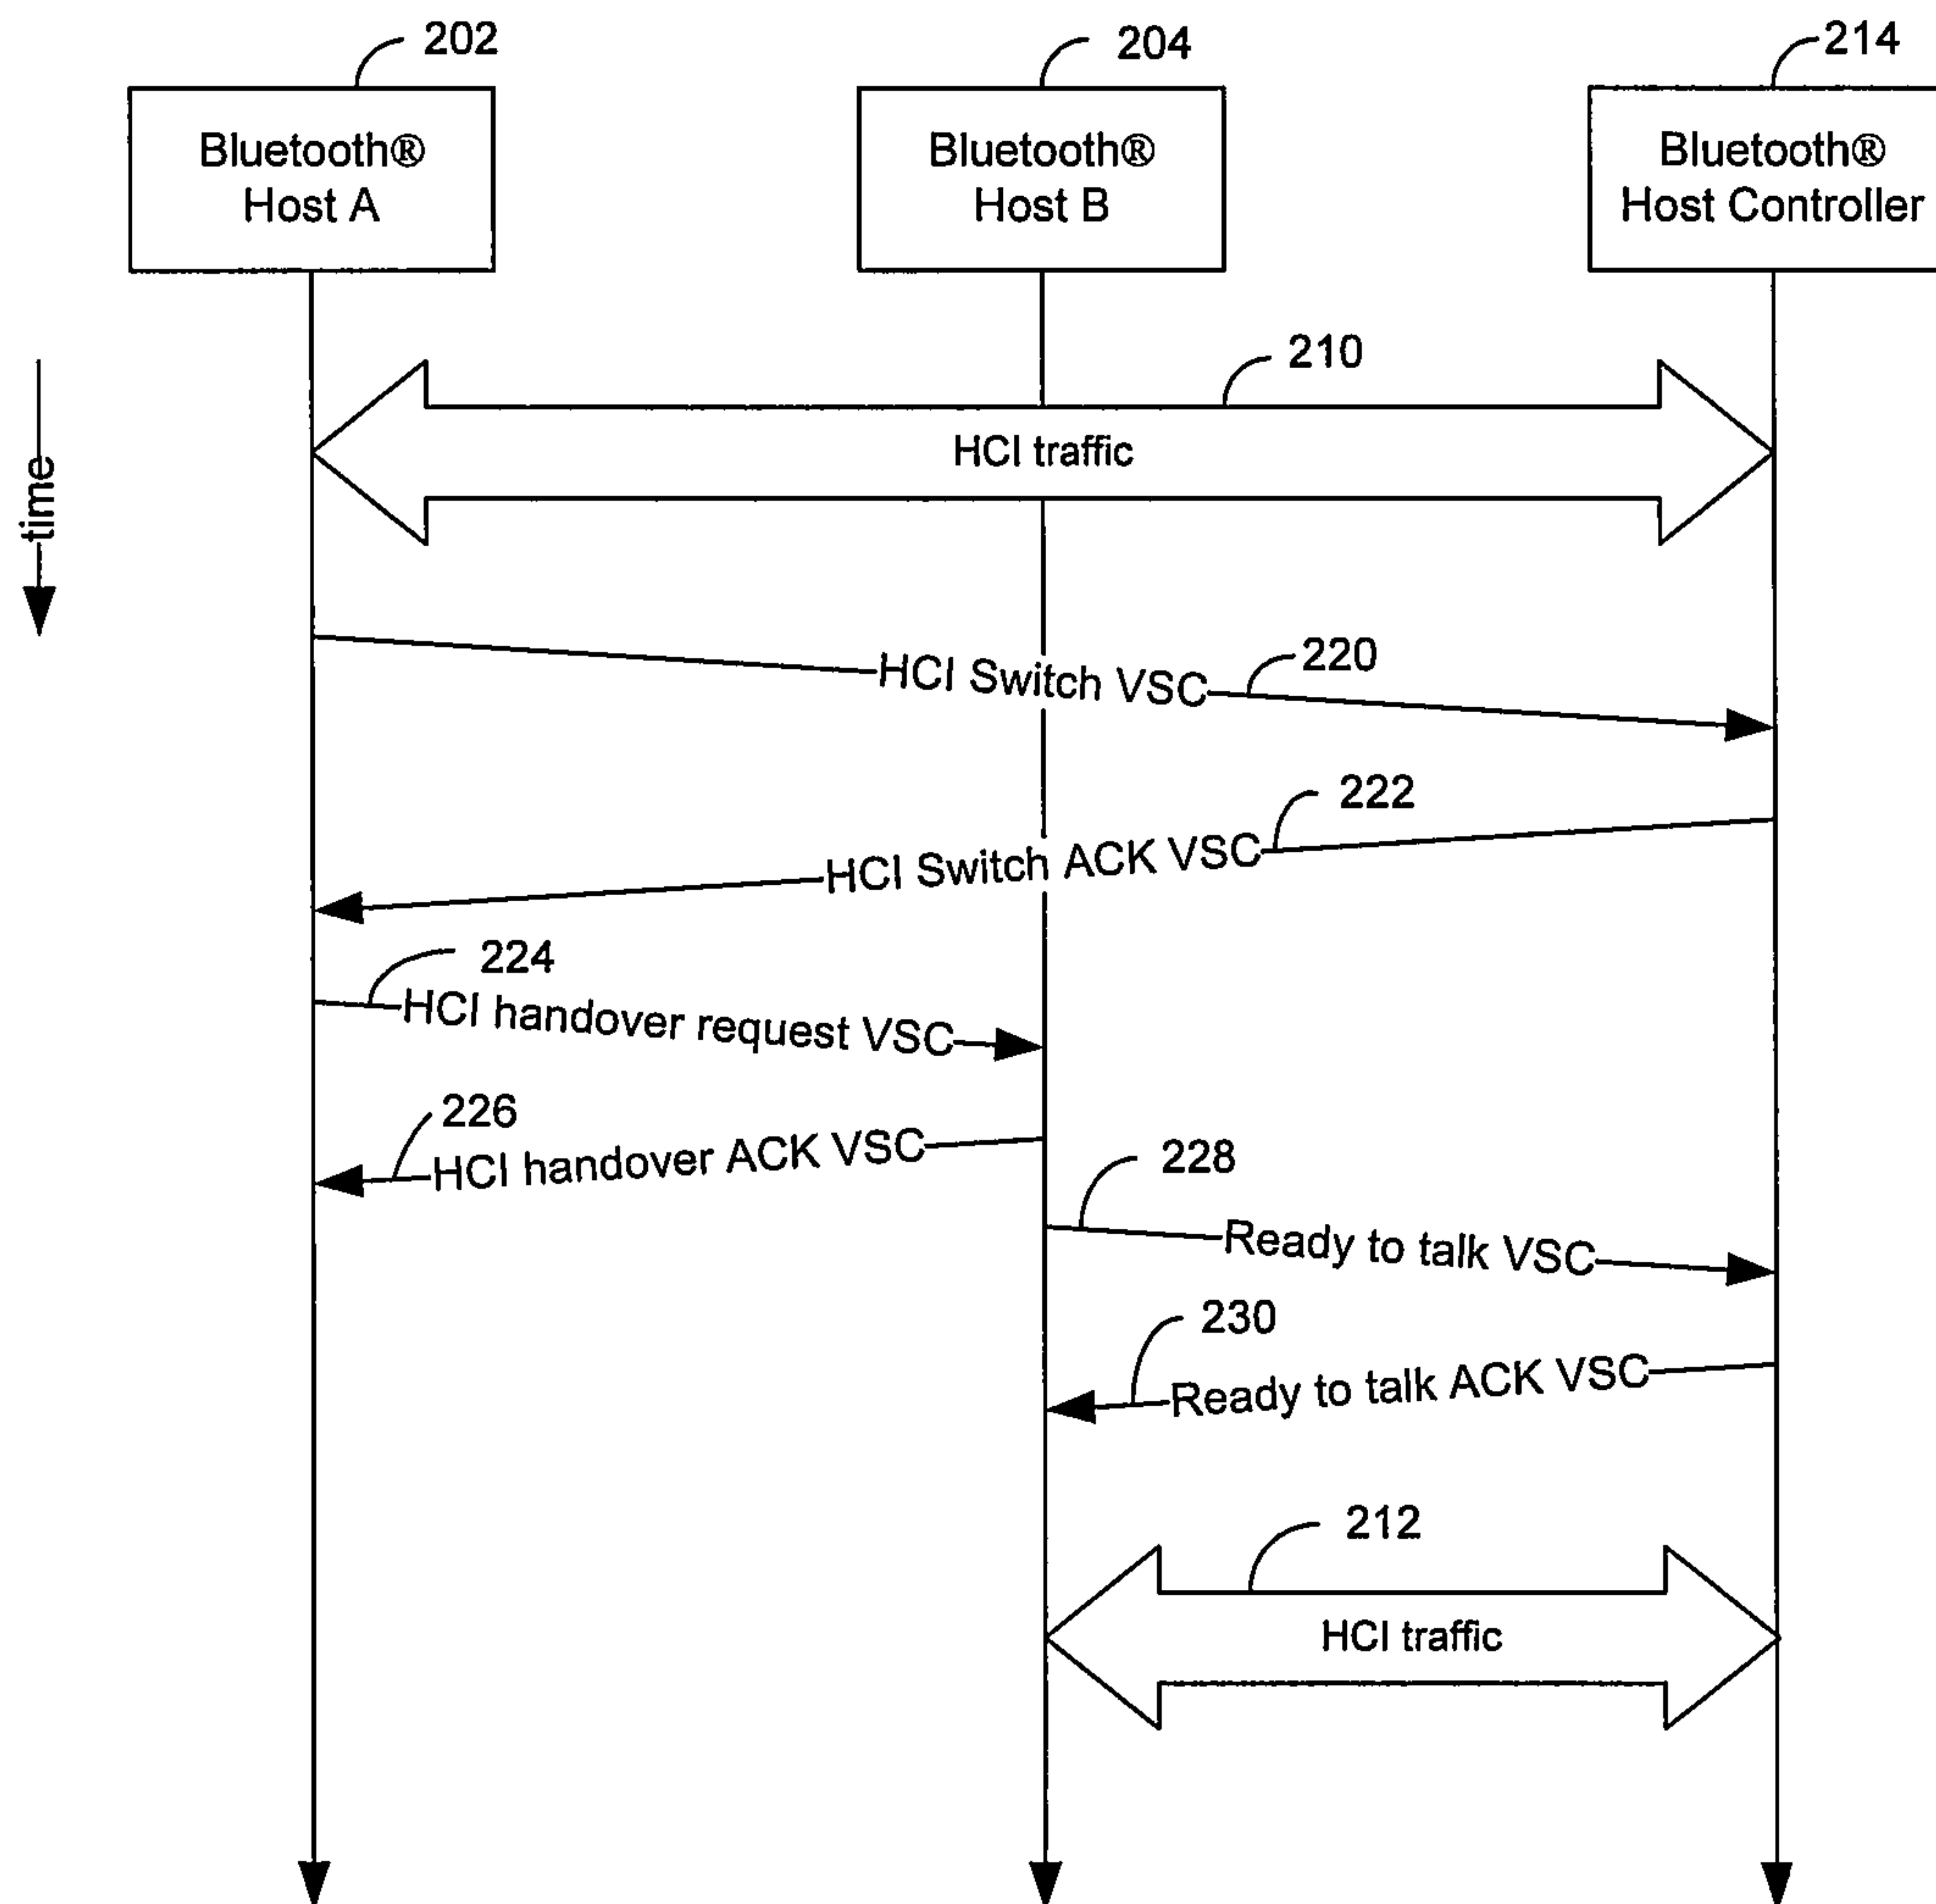 202
204
214
Bluetooth®
Host A
Bluetooth®
Host B
Bluetooth®
Host Controller
210
HCI traffic
time
HCI Switch VSC
220
222
HCI Switch ACK VSC
224
HCI handover request VSC
226
HCI handover ACK VSC
228
Ready to talk VSC
230
Ready to talk ACK VSC
212
HCI traffic